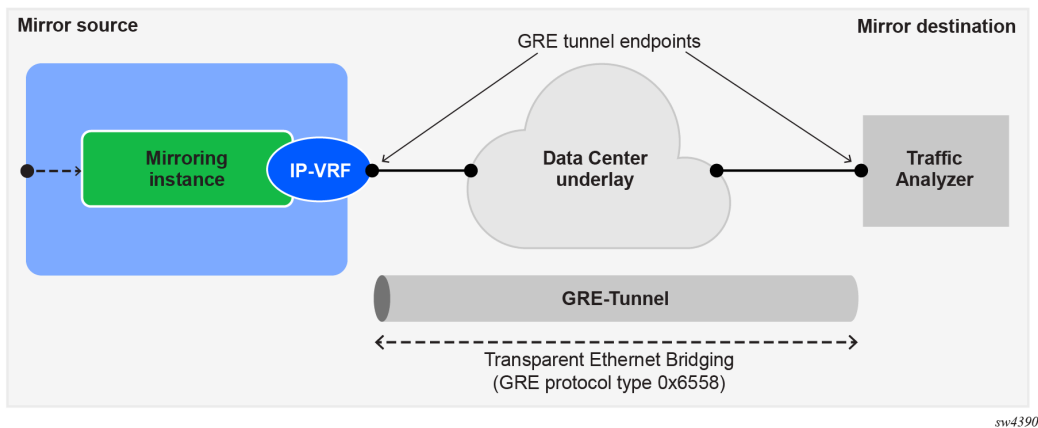 Mirror source
Mirror destination
GRE tunnel endpoints
Mirroring
instance
IP-VRF
Data Center
underlay
Traffic
Analyzer
GRE-Tunnel
Transparent Ethernet Bridging
(GRE protocol type 0x6558)
sw4390